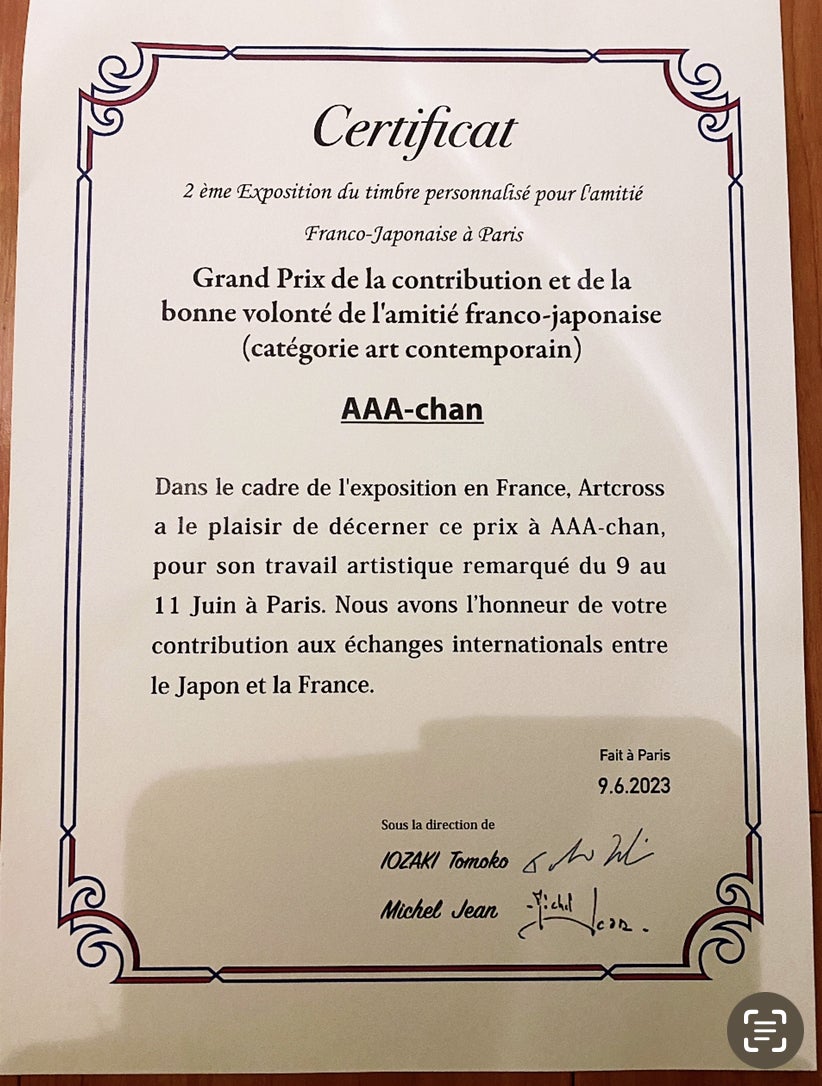 Certificat
2 ème Exposition du timbre personnalisé pour l'amitié
Franco-Japonaise à Paris
Grand Prix de la contribution et de la
bonne volonté de l'amitié franco-japonaise
(catégorie art contemporain)
AAA-chan
Dans le cadre de l'exposition en France, Artcross
a le plaisir de décerner ce prix à AAA-chan,
pour son travail artistique remarqué du 9 au
11 Juin à Paris. Nous avons l'honneur de votre
contribution aux échanges internationals entre
le Japon et la France.
Fait à Paris
9.6.2023
Sous la direction de
IOZAKI Tomoko
Michel Jean Michel Jean